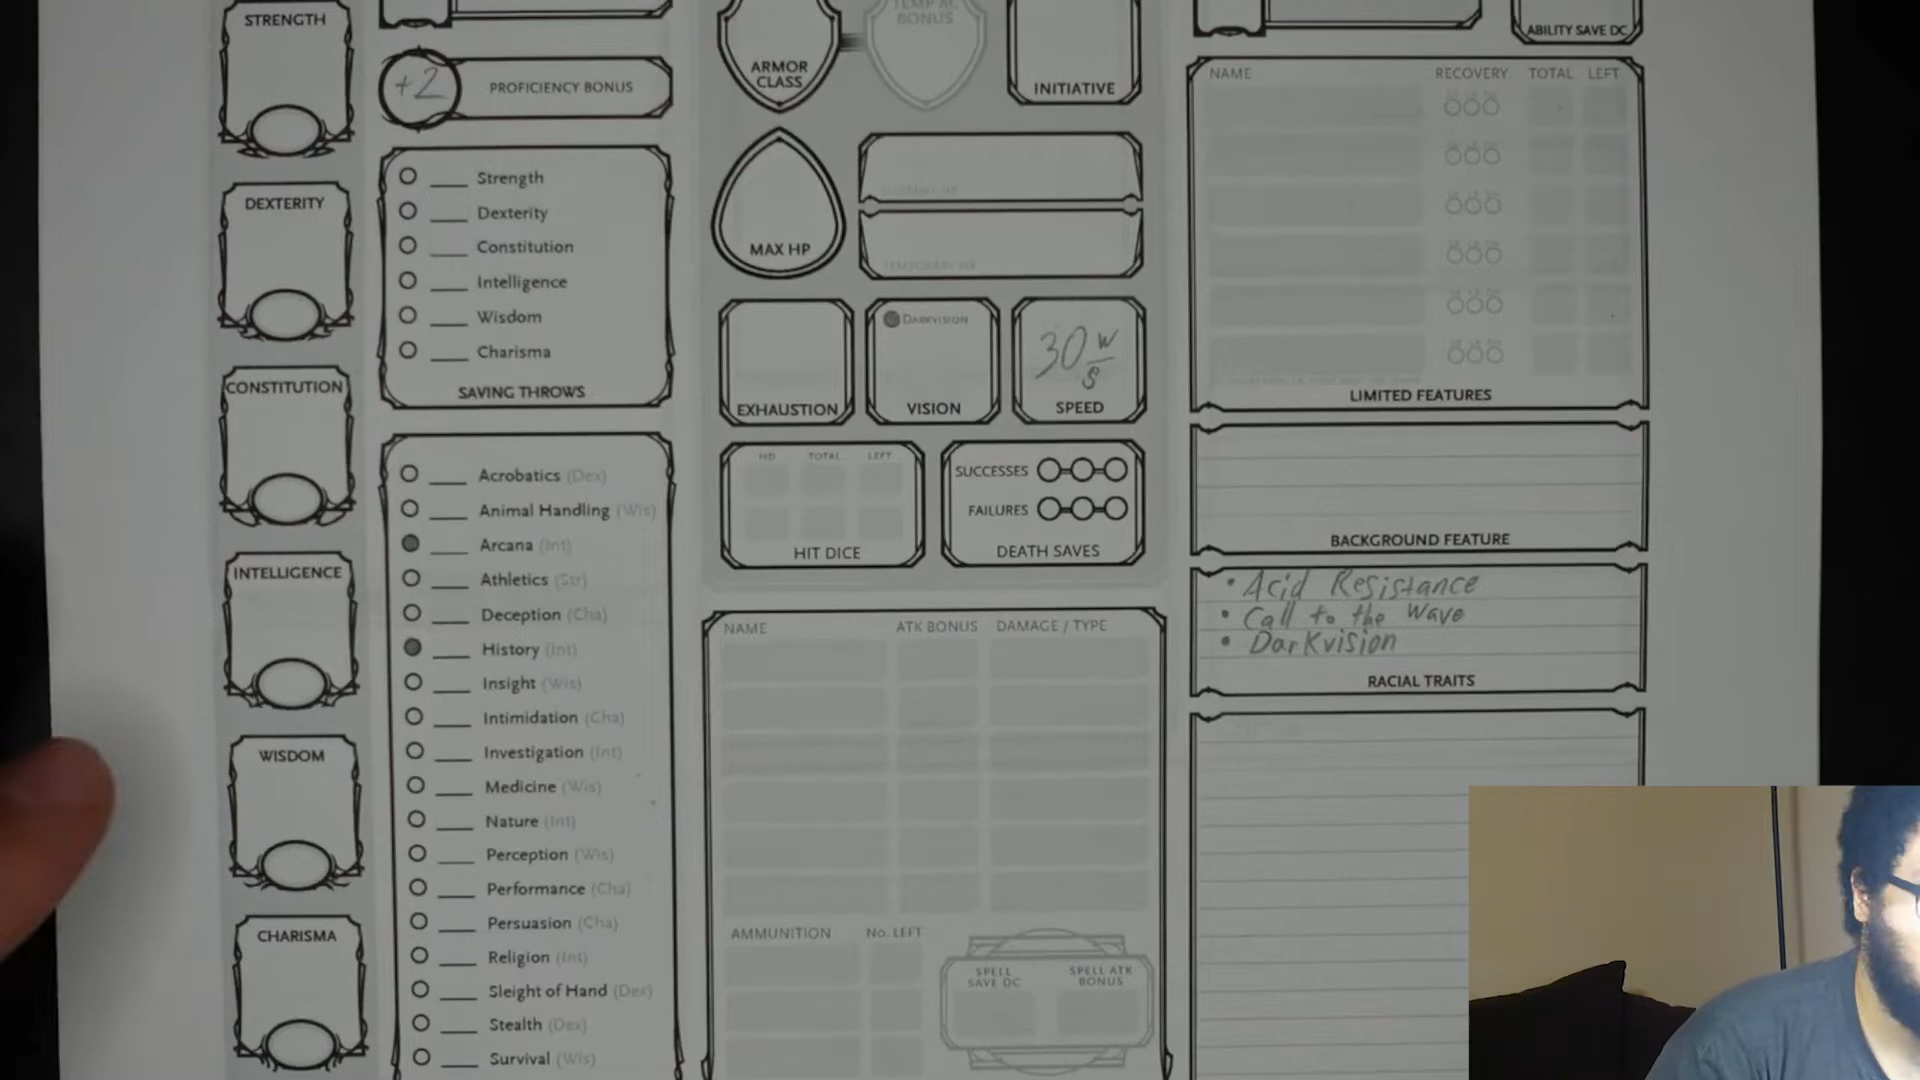 STRENGTH
DEXTERITY
CONSTITUTION
INTELLIGENCE
WISDOM
CHARISMA
+2 PROFICIENCY BONUS
Strength
Dexterity
Constitution
Intelligence
Wisdom
Charisma
SAVING THROWS
Acrobatics (Dex)
Animal Handling (Wis)
Arcana (Int)
Athletics (Str)
Deception (Cha)
History (Int)
Insight (Wis)
Intimidation (Cha)
Investigation (Int)
Medicine (Wis)
Nature (Int)
Perception (Wis)
Performance (Cha)
Persuasion (Cha)
Religion (Int)
Sleight of Hand (Dex)
Stealth (Dex)
Survival (Wis)
ARMOR
CLASS
TEMP AC
BONUS
INITIATIVE
MAX HP
EXHAUSTION
DARKVISION
VISION
30 W
S
SPEED
HD TOTAL LEFT
HIT DICE
SUCCESSES
FAILURES
DEATH SAVES
NAME ATK BONUS DAMAGE / TYPE
AMMUNITION No. LEFT
SPELL
SAVE DC
SPELL ATK
BONUS
ABILITY SAVE DC
NAME RECOVERY TOTAL LEFT
LIMITED FEATURES
BACKGROUND FEATURE
• Acid Resistance
• Call to the Wave
• Darkvision
RACIAL TRAITS